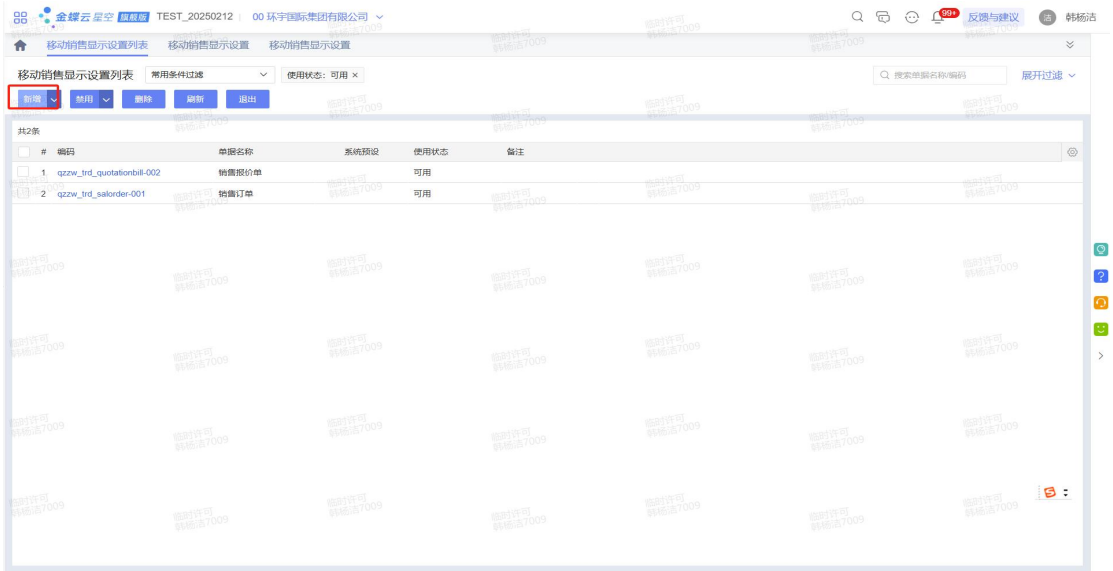 金蝶云星空 旗舰版 TEST_20250212 00 环宇国际集团有限公司 99+ 反馈与建议 洁 韩杨洁
移动销售显示设置列表 移动销售显示设置 移动销售显示设置
移动销售显示设置列表 常用条件过滤 使用状态：可用 × 搜索单据名称/编码 展开过滤
新增 禁用 删除 刷新 退出
共2条
# 编码 单据名称 系统预设 使用状态 备注
1 qzzw_trd_quotationbill-002 销售报价单 可用
2 qzzw_trd_salorder-001 销售订单 可用
临时许可
韩杨洁7009